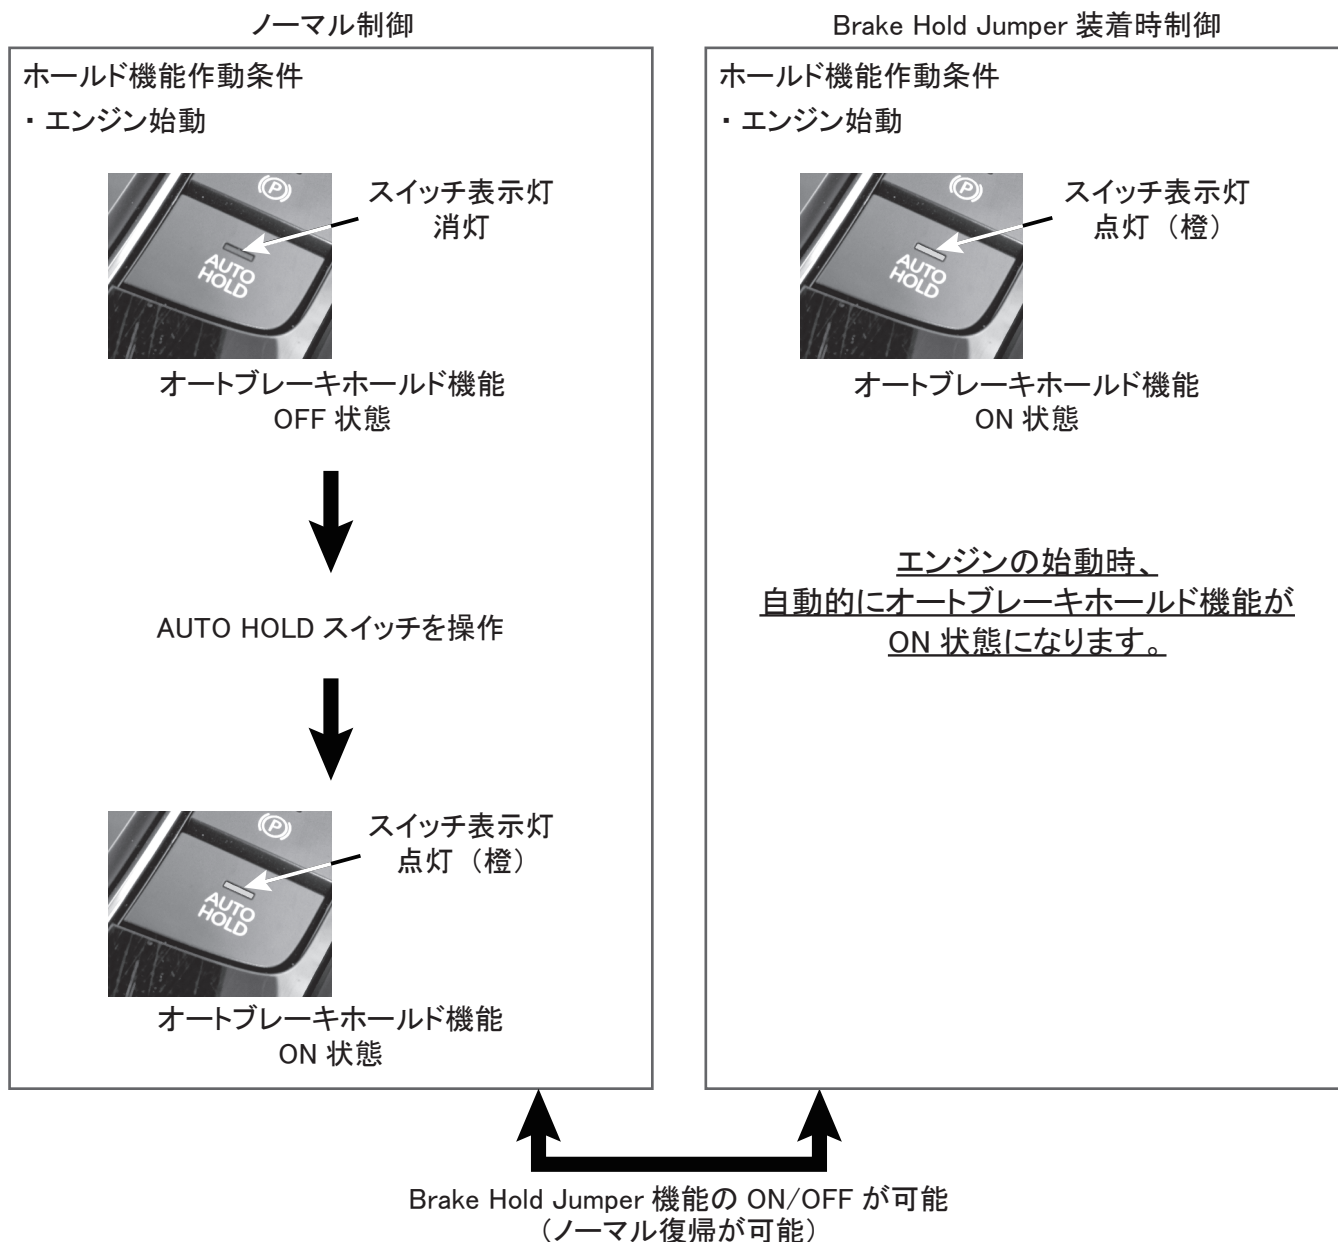 ノーマル制御
ホールド機能作動条件
・エンジン始動
スイッチ表示灯
消灯
AUTO
HOLD
オートブレーキホールド機能
OFF 状態
AUTO HOLD スイッチを操作
スイッチ表示灯
点灯（橙）
AUTO
HOLD
オートブレーキホールド機能
ON 状態
Brake Hold Jumper 装着時制御
ホールド機能作動条件
・エンジン始動
スイッチ表示灯
点灯（橙）
AUTO
HOLD
オートブレーキホールド機能
ON 状態
エンジンの始動時、
自動的にオートブレーキホールド機能が
ON 状態になります。
Brake Hold Jumper 機能の ON/OFF が可能
（ノーマル復帰が可能）